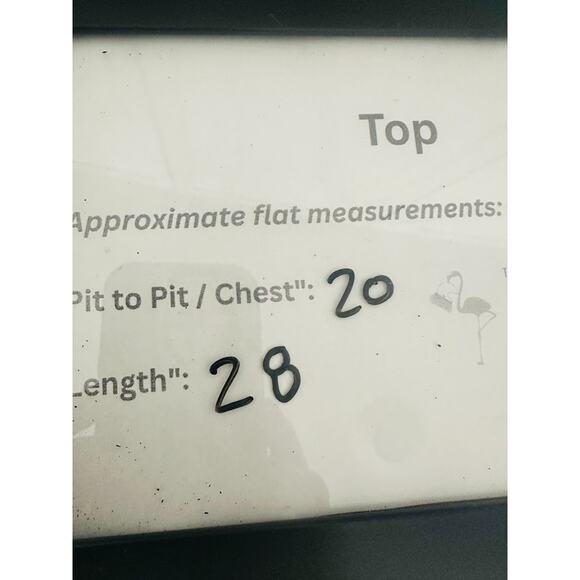 Top
Approximate flat measurements:
Pit to Pit / Chest": 20
Length": 28